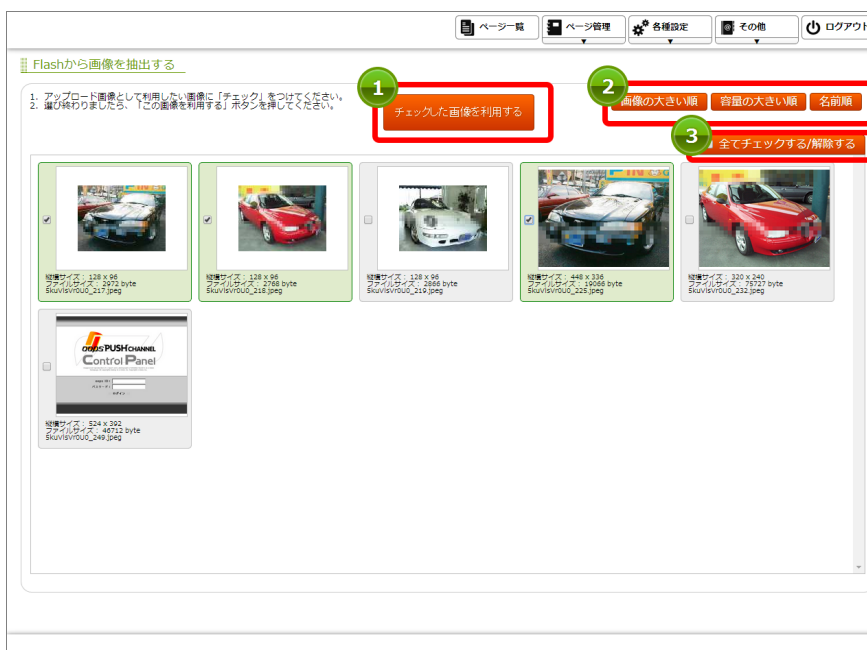 ページ一覧
ページ管理
各種設定
その他
ログアウト
Flashから画像を抽出する
1. アップロード画像として利用したい画像に「チェック」をつけてください。
2. 選び終わりましたら、「この画像を利用する」ボタンを押してください。
1
チェックした画像を利用する
2
画像の大きい順
容量の大きい順
名前順
3
全てチェックする/解除する
縦横サイズ： 128 x 96
ファイルサイズ： 2972 byte
5kuVlsVr0U0_217.jpeg
縦横サイズ： 128 x 96
ファイルサイズ： 2768 byte
5kuVlsVr0U0_218.jpeg
縦横サイズ： 128 x 96
ファイルサイズ： 2866 byte
5kuVlsVr0U0_219.jpeg
縦横サイズ： 448 x 336
ファイルサイズ： 19066 byte
5kuVlsVr0U0_225.jpeg
縦横サイズ： 320 x 240
ファイルサイズ： 75727 byte
5kuVlsVr0U0_232.jpeg
PUSH CHANNEL
Control Panel
ログイン
縦横サイズ： 524 x 392
ファイルサイズ： 46712 byte
5kuVlsVr0U0_249.jpeg